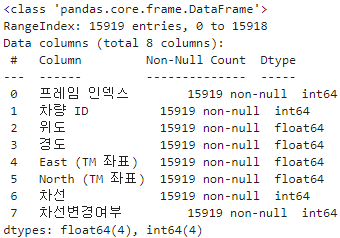 <class 'pandas.core.frame.DataFrame'>
RangeIndex: 15919 entries, 0 to 15918
Data columns (total 8 columns):
 #   Column         Non-Null Count  Dtype
---  ------         --------------  -----
 0   프레임 인덱스        15919 non-null  int64
 1   차량 ID          15919 non-null  int64
 2   위도             15919 non-null  float64
 3   경도             15919 non-null  float64
 4   East (TM 좌표)   15919 non-null  float64
 5   North (TM 좌표)  15919 non-null  float64
 6   차선             15919 non-null  int64
 7   차선변경여부         15919 non-null  int64
dtypes: float64(4), int64(4)